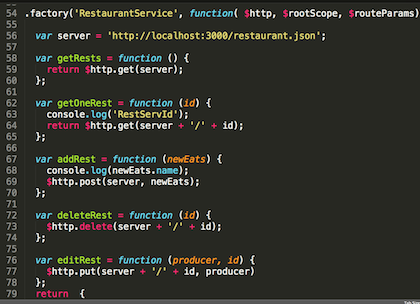 54 .factory('RestaurantService', function( $http, $rootScope, $routeParams)
55
56 var server = 'http://localhost:3000/restaurant.json';
57
58 var getRests = function () {
59 return $http.get(server);
60 };
61
62 var getOneRest = function (id) {
63 console.log('RestServId');
64 return $http.get(server + '/' + id);
65 };
66
67 var addRest = function (newEats) {
68 console.log(newEats.name);
69 $http.post(server, newEats);
70 };
71
72 var deleteRest = function (id) {
73 $http.delete(server + '/' + id);
74 };
75
76 var editRest = function (producer, id) {
77 $http.put(server + '/' + id, producer)
78 };
79 return {